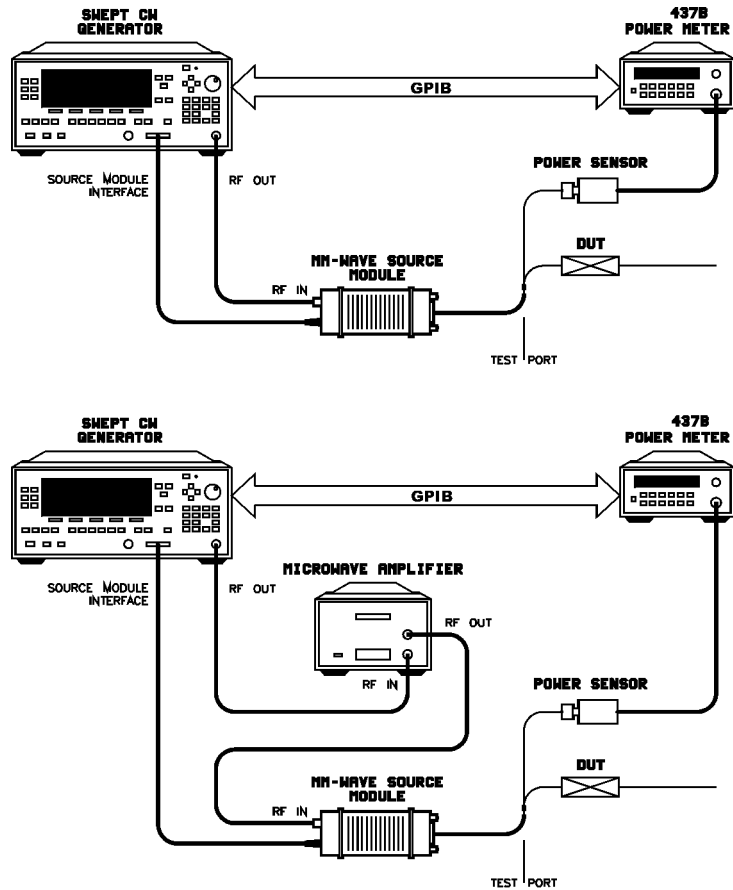 SWEPT CW
GENERATOR
437B
POWER METER
GPIB
POWER SENSOR
SOURCE MODULE
INTERFACE
RF OUT
DUT
MM-WAVE SOURCE
MODULE
RF IN
TEST PORT
SWEPT CW
GENERATOR
437B
POWER METER
GPIB
MICROWAVE AMPLIFIER
SOURCE MODULE
INTERFACE
RF OUT
RF OUT
RF IN
POWER SENSOR
DUT
MM-WAVE SOURCE
MODULE
RF IN
TEST PORT